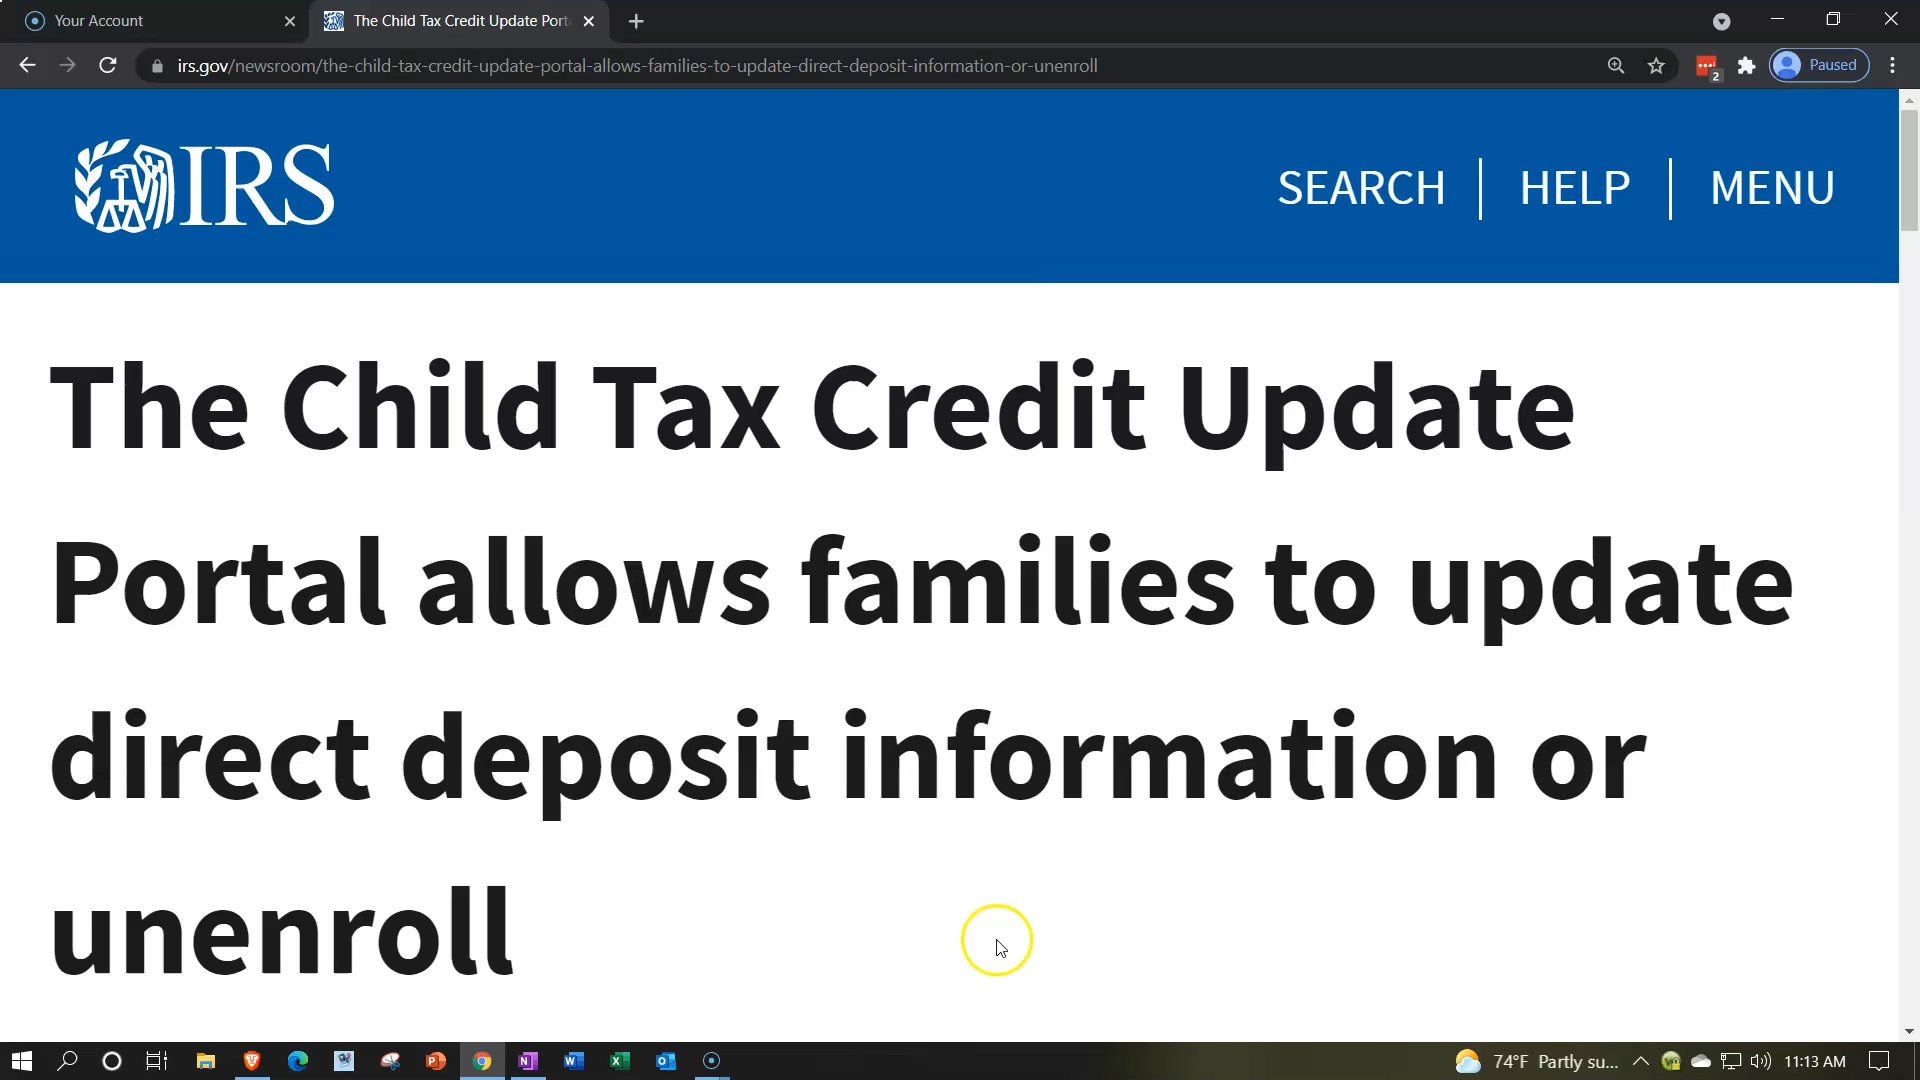 Your Account
The Child Tax Credit Update Port
irs.gov/newsroom/the-child-tax-credit-update-portal-allows-families-to-update-direct-deposit-information-or-unenroll
2
Paused
IRS
SEARCH
HELP
MENU
The Child Tax Credit Update
Portal allows families to update
direct deposit information or
unenroll
74°F Partly su...
11:13 AM